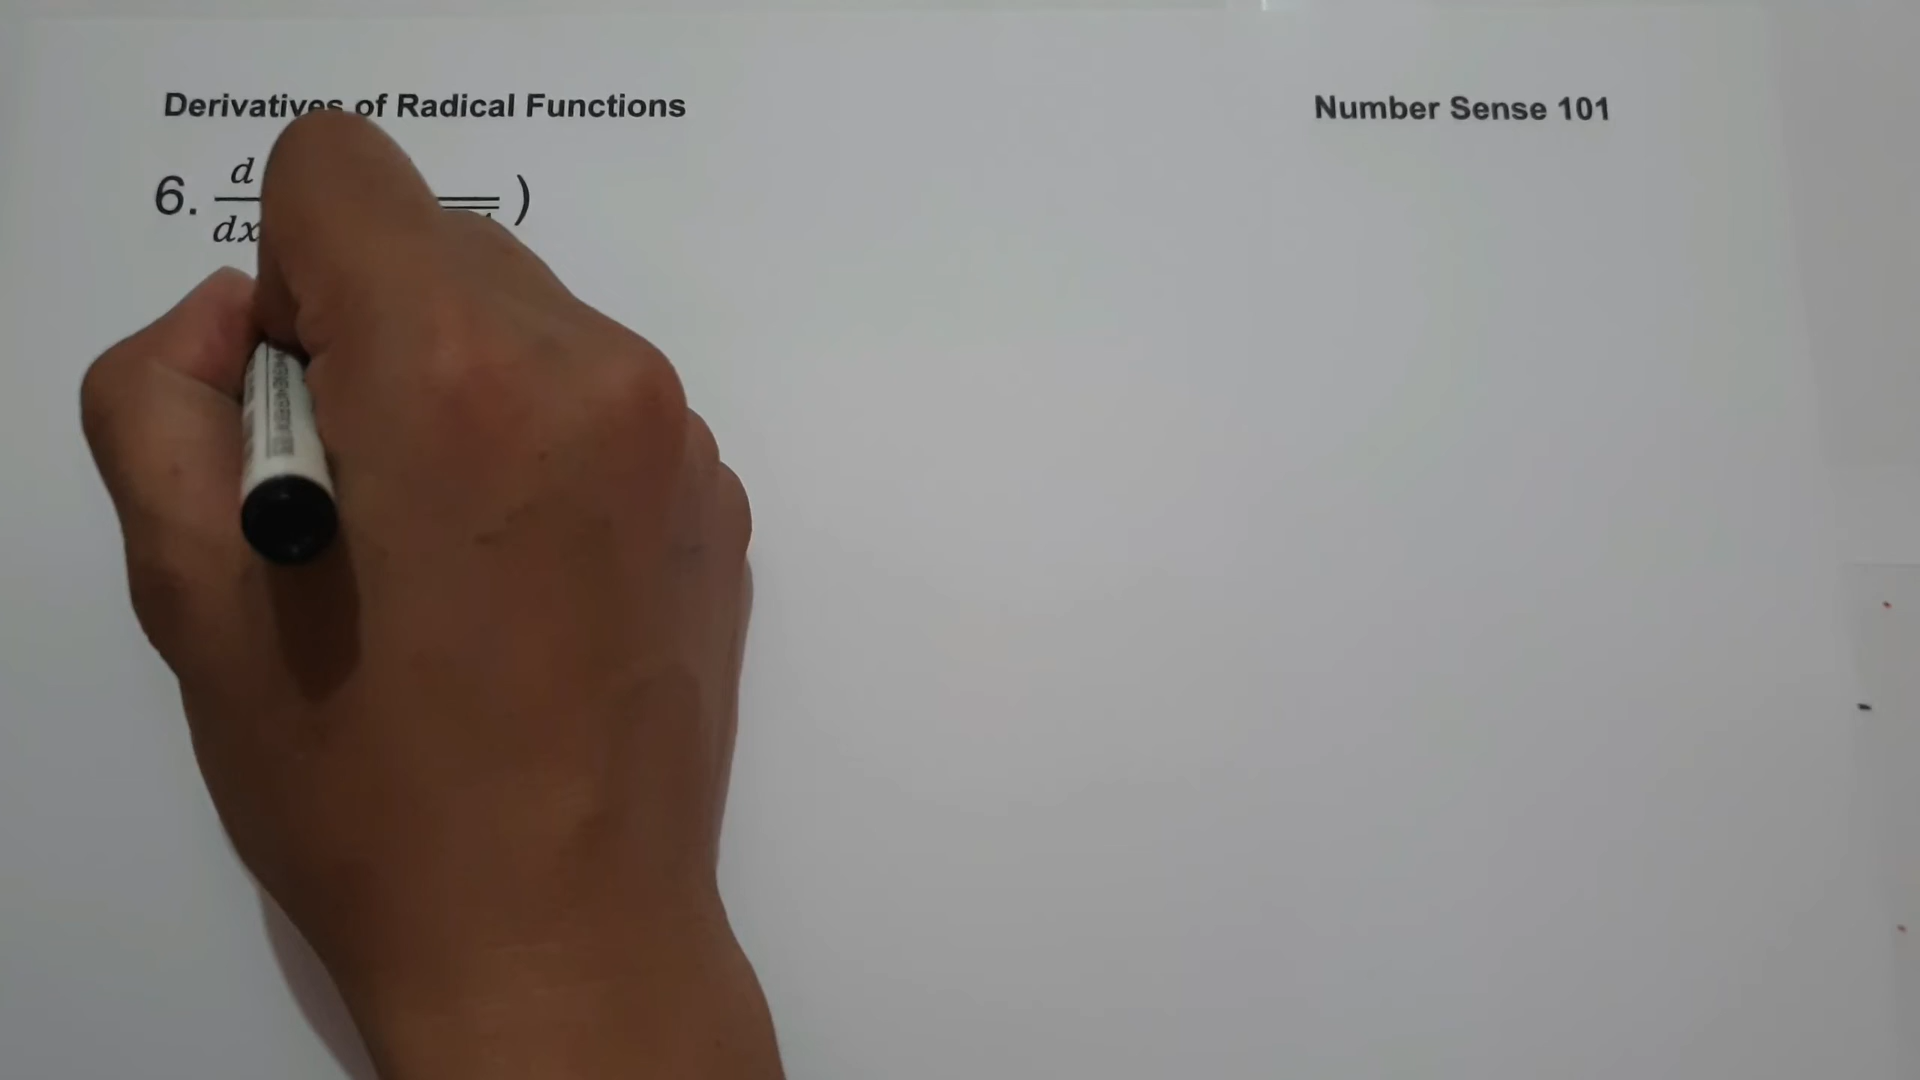 Derivatives of Radical Functions
Number Sense 101
6. d
dx )